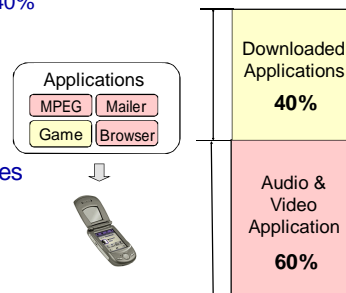 40%
Applications
MPEG Mailer
Game Browser
es
Downloaded
Applications
40%
Audio &
Video
Application
60%